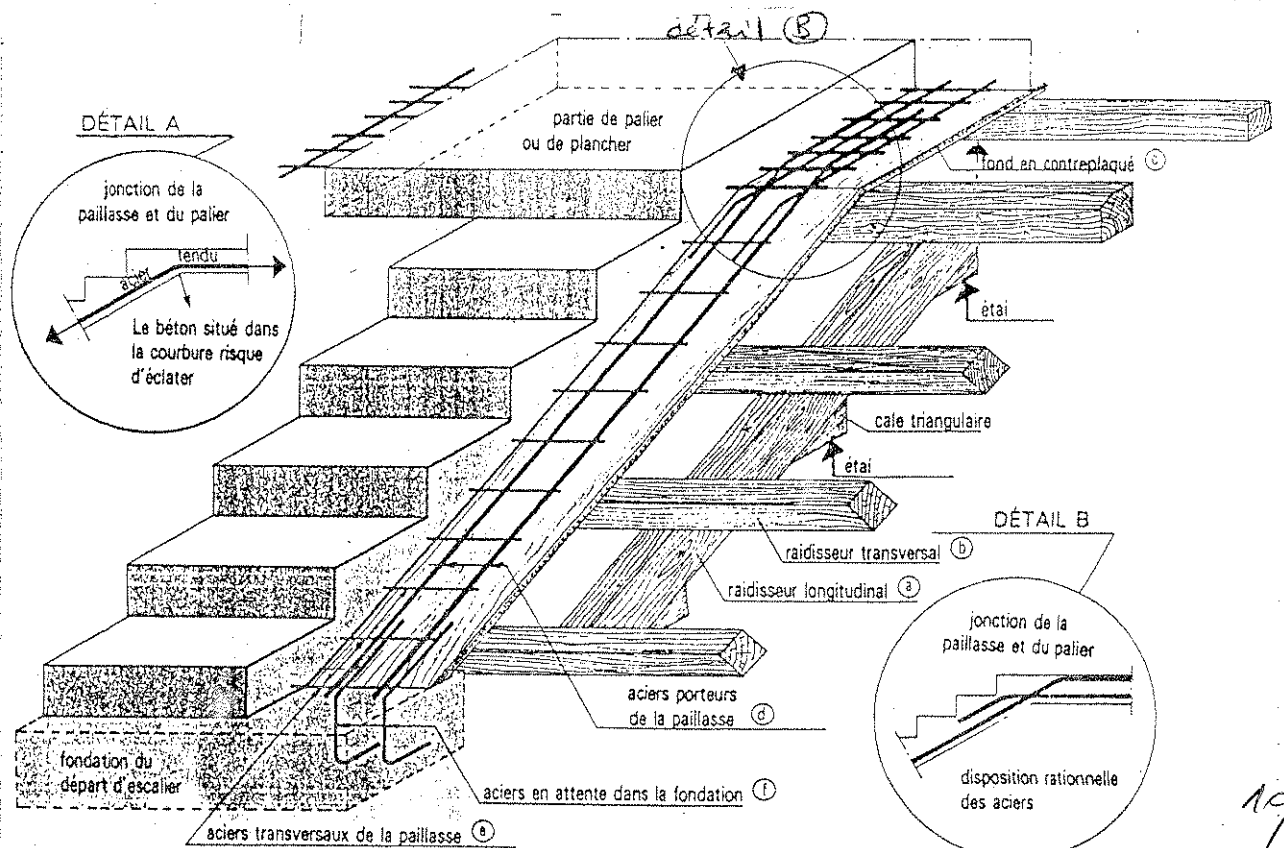 détail B
DÉTAIL A
jonction de la
paillasse et du palier
acier
tendu
Le béton situé dans
la courbure risque
d'éclater
partie de palier
ou de plancher
fond en contreplaqué c
étai
cale triangulaire
étai
raidisseur transversal b
raidisseur longitudinal a
DÉTAIL B
jonction de la
paillasse et du palier
disposition rationnelle
des aciers
aciers porteurs
de la paillasse d
fondation du
départ d'escalier
aciers en attente dans la fondation f
aciers transversaux de la paillasse e